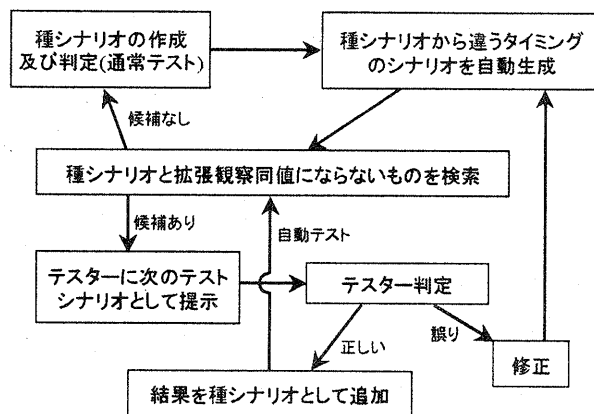 種シナリオの作成
及び判定(通常テスト)
種シナリオから違うタイミング
のシナリオを自動生成
候補なし
種シナリオと拡張観察同値にならないものを検索
候補あり
自動テスト
テスターに次のテスト
シナリオとして提示
テスター判定
正しい
誤り
修正
結果を種シナリオとして追加